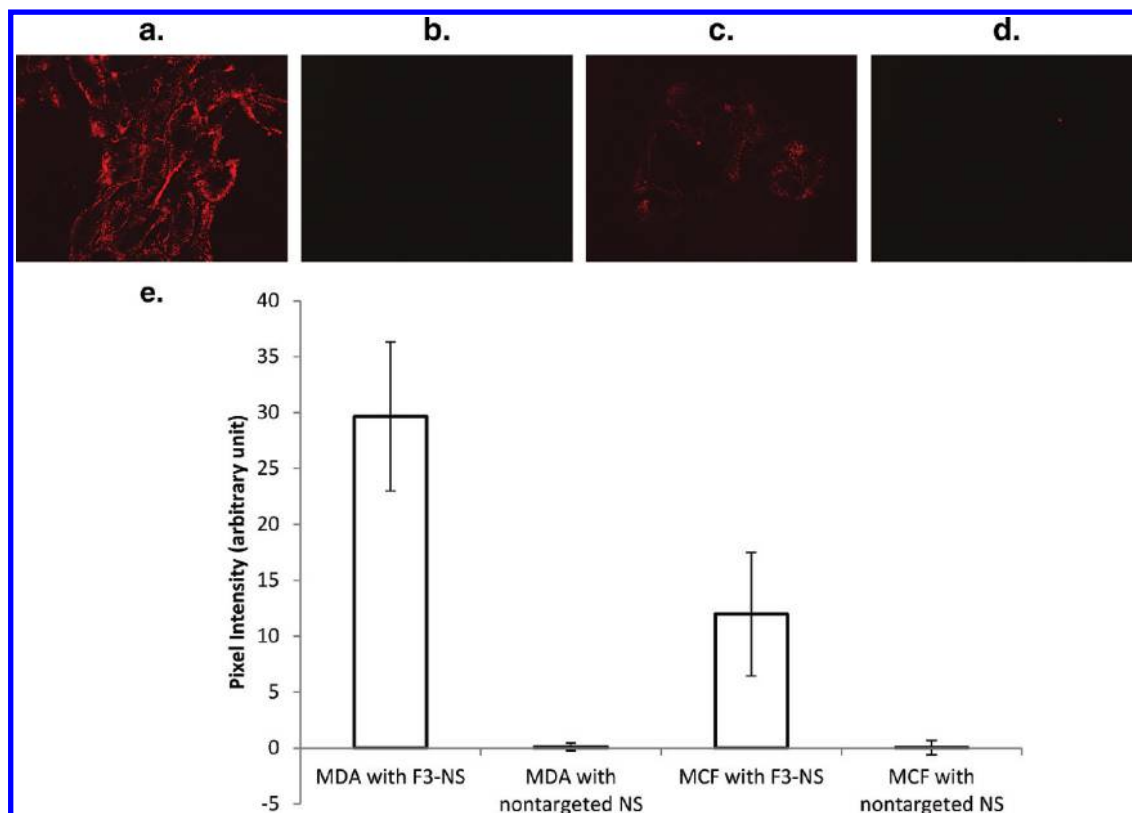 a. b. c. d.
e.
40
35
30
25
20
15
10
5
0
-5
Pixel Intensity (arbitrary unit)
MDA with F3-NS
MDA with
nontargeted NS
MCF with F3-NS
MCF with
nontargeted NS